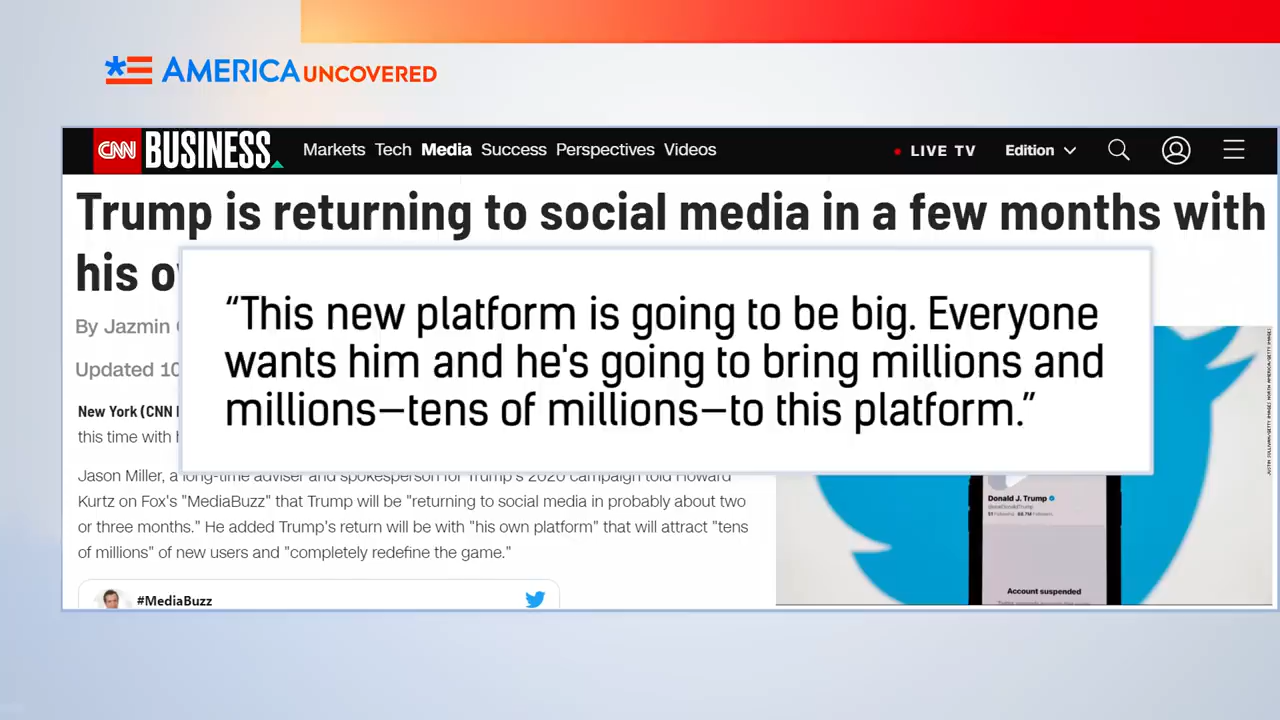 AMERICA UNCOVERED
CNN BUSINESS Markets Tech Media Success Perspectives Videos LIVE TV Edition
Trump is returning to social media in a few months with
his
“This new platform is going to be big. Everyone
wants him and he's going to bring millions and
millions—tens of millions—to this platform.”
By Jazmin
Updated
New York (CNN
this time with
Jason Miller, a long-time adviser and spokesperson for Trump's 2020 campaign told Howard
Kurtz on Fox's "MediaBuzz" that Trump will be "returning to social media in probably about two
or three months." He added Trump's return will be with "his own platform" that will attract "tens
of millions" of new users and "completely redefine the game."
#MediaBuzz
Donald J. Trump
Account suspended